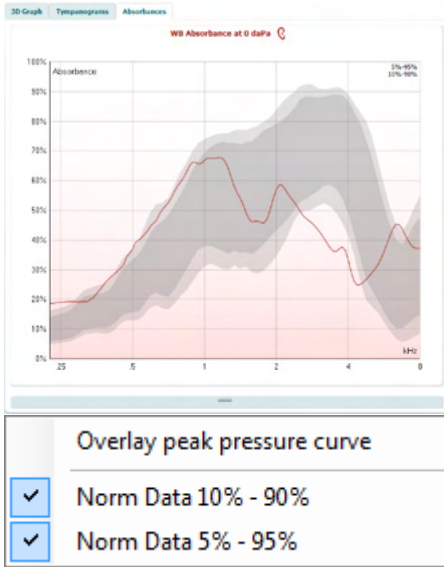 3D Graph Tympanograms Absorbances
WB Absorbance at 0 daPa
100% Absorbance 5%-95%
10%-90%
90%
80%
70%
60%
50%
40%
30%
20%
10%
0% kHz
.25 .5 1 2 4 8
Overlay peak pressure curve
Norm Data 10% - 90%
Norm Data 5% - 95%